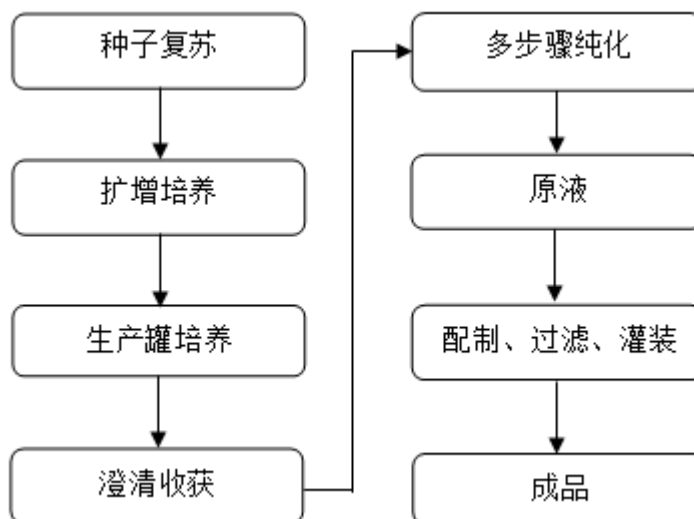 种子复苏
扩增培养
生产罐培养
澄清收获
多步骤纯化
原液
配制、过滤、灌装
成品